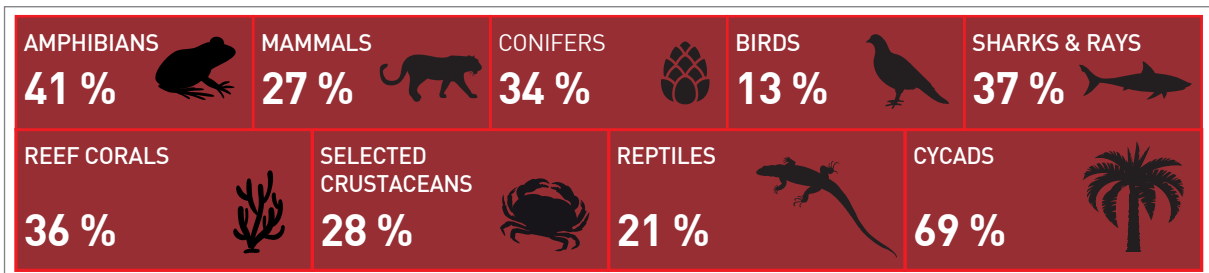 AMPHIBIANS
41 %
MAMMALS
27 %
CONIFERS
34 %
BIRDS
13 %
SHARKS & RAYS
37 %
REEF CORALS
36 %
SELECTED
CRUSTACEANS
28 %
REPTILES
21 %
CYCADS
69 %